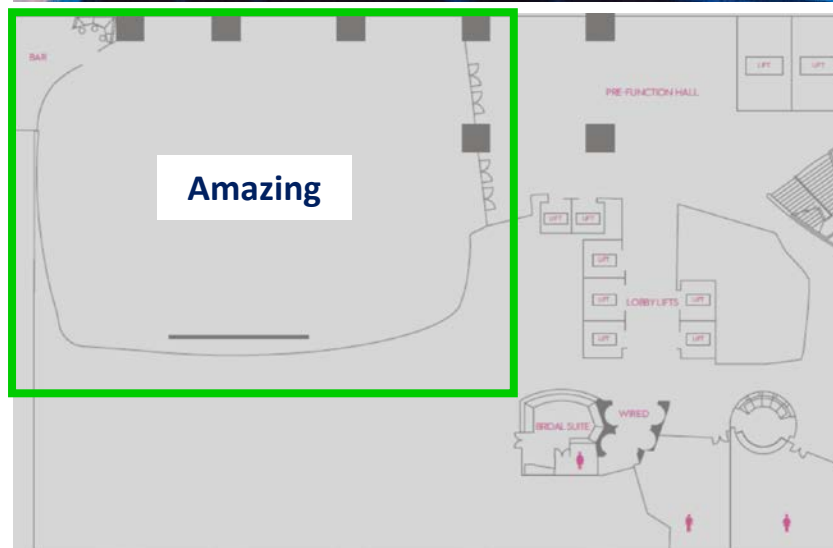 BAR
LIFT
LIFT
PRE-FUNCTION HALL
Amazing
LIFT
LIFT
LIFT
LIFT
LOBBY LIFTS
LIFT
LIFT
LIFT
BRIDAL SUITE
WIRED